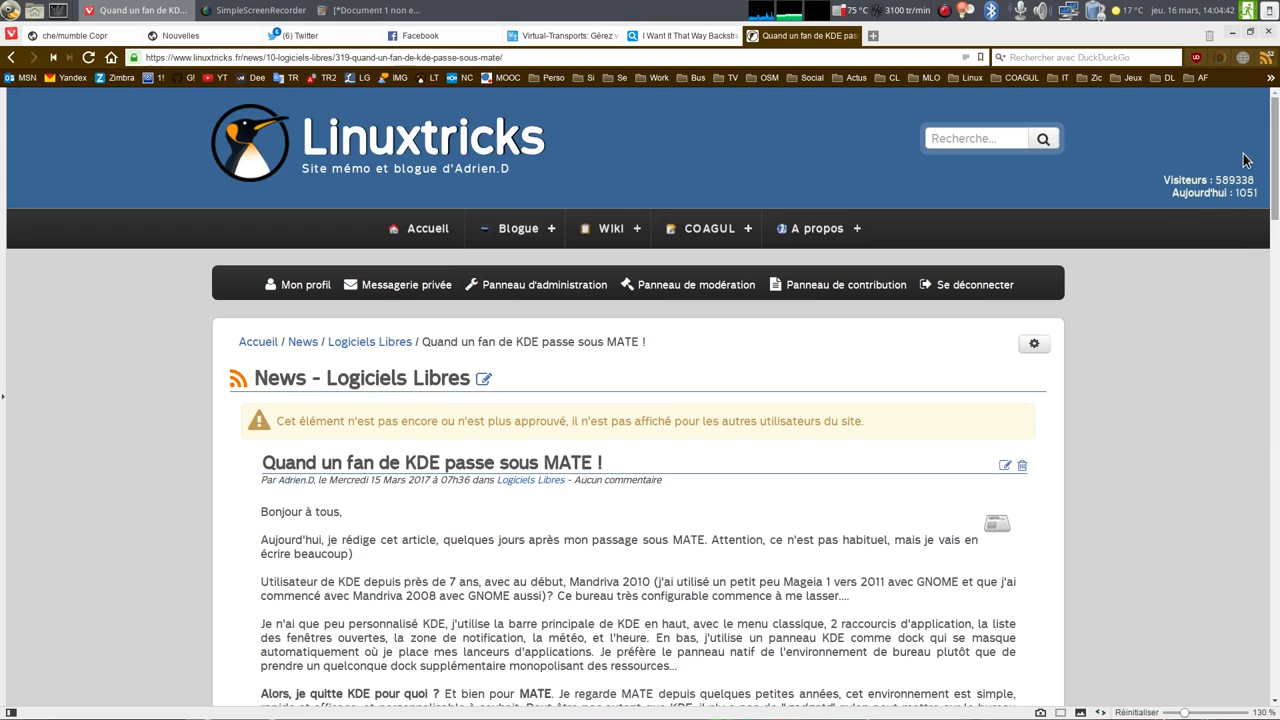 Quand un fan de KD...
SimpleScreenRecorder
[*Document 1 non e...
75 °C
3100 tr/min
17 °C
jeu. 16 mars, 14:04:42
che/mumble Copr
Nouvelles
(6) Twitter
Facebook
Virtual-Transports: Gérez v
I Want It That Way Backstre
Quand un fan de KDE pas
https://www.linuxtricks.fr/news/10-logiciels-libres/319-quand-un-fan-de-kde-passe-sous-mate/
Rechercher avec DuckDuckGo
MSN
Yandex
Zimbra
1!
G!
YT
Dee
TR
TR2
LG
IMG
LT
NC
MOOC
Perso
Si
Se
Work
Bus
TV
OSM
Social
Actus
CL
MLO
Linux
COAGUL
IT
Zic
Jeux
DL
AF
Linuxtricks
Site mémo et blogue d'Adrien.D
Recherche...
Visiteurs : 589338
Aujourd'hui : 1051
Accueil
Blogue +
Wiki +
COAGUL +
A propos +
Mon profil
Messagerie privée
Panneau d'administration
Panneau de modération
Panneau de contribution
Se déconnecter
Accueil / News / Logiciels Libres / Quand un fan de KDE passe sous MATE !
News - Logiciels Libres
Cet élément n'est pas encore ou n'est plus approuvé, il n'est pas affiché pour les autres utilisateurs du site.
Quand un fan de KDE passe sous MATE !
Par Adrien.D, le Mercredi 15 Mars 2017 à 07h36 dans Logiciels Libres - Aucun commentaire
Bonjour à tous,
Aujourd'hui, je rédige cet article, quelques jours après mon passage sous MATE. Attention, ce n'est pas habituel, mais je vais en
écrire beaucoup)
Utilisateur de KDE depuis près de 7 ans, avec au début, Mandriva 2010 (j'ai utilisé un petit peu Mageia 1 vers 2011 avec GNOME et que j'ai
commencé avec Mandriva 2008 avec GNOME aussi)? Ce bureau très configurable commence à me lasser....
Je n'ai que peu personnalisé KDE, j'utilise la barre principale de KDE en haut, avec le menu classique, 2 raccourcis d'application, la liste
des fenêtres ouvertes, la zone de notification, la météo, et l'heure. En bas, j'utilise un panneau KDE comme dock qui se masque
automatiquement où je place mes lanceurs d'applications. Je préfère le panneau natif de l'environnement de bureau plutôt que de
prendre un quelconque dock supplémentaire monopolisant des ressources...
Alors, je quitte KDE pour quoi ? Et bien pour MATE. Je regarde MATE depuis quelques petites années, cet environnement est simple,
Réinitialiser
130 %